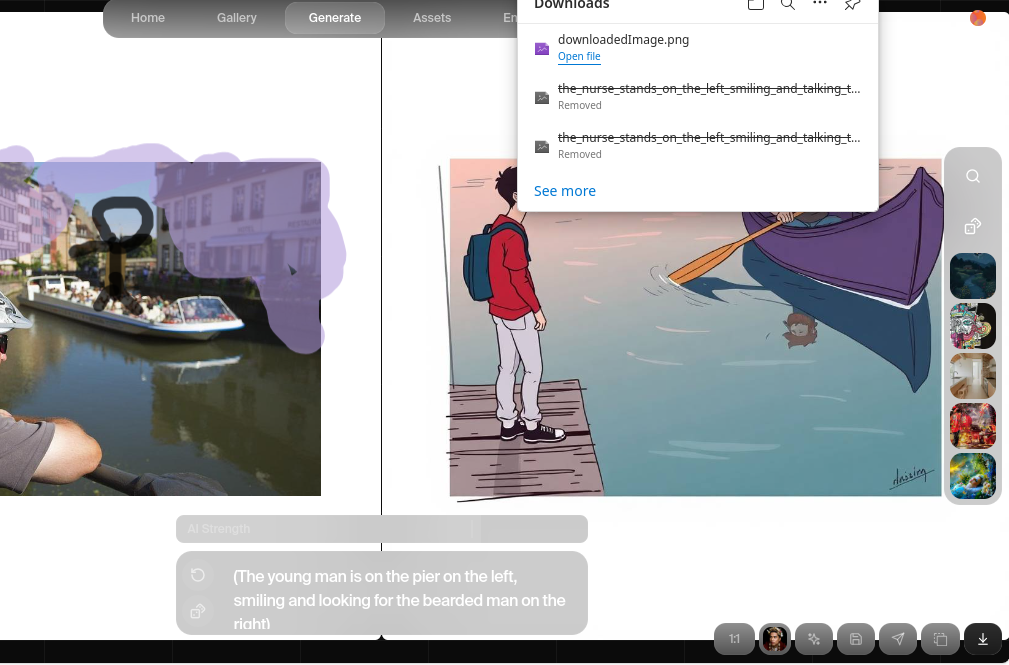 Home
Gallery
Generate
Assets
En
Downloads
downloadedImage.png
Open file
the_nurse_stands_on_the_left_smiling_and_talking_t...
Removed
the_nurse_stands_on_the_left_smiling_and_talking_t...
Removed
See more
AI Strength
(The young man is on the pier on the left,
smiling and looking for the bearded man on the
right)
1:1